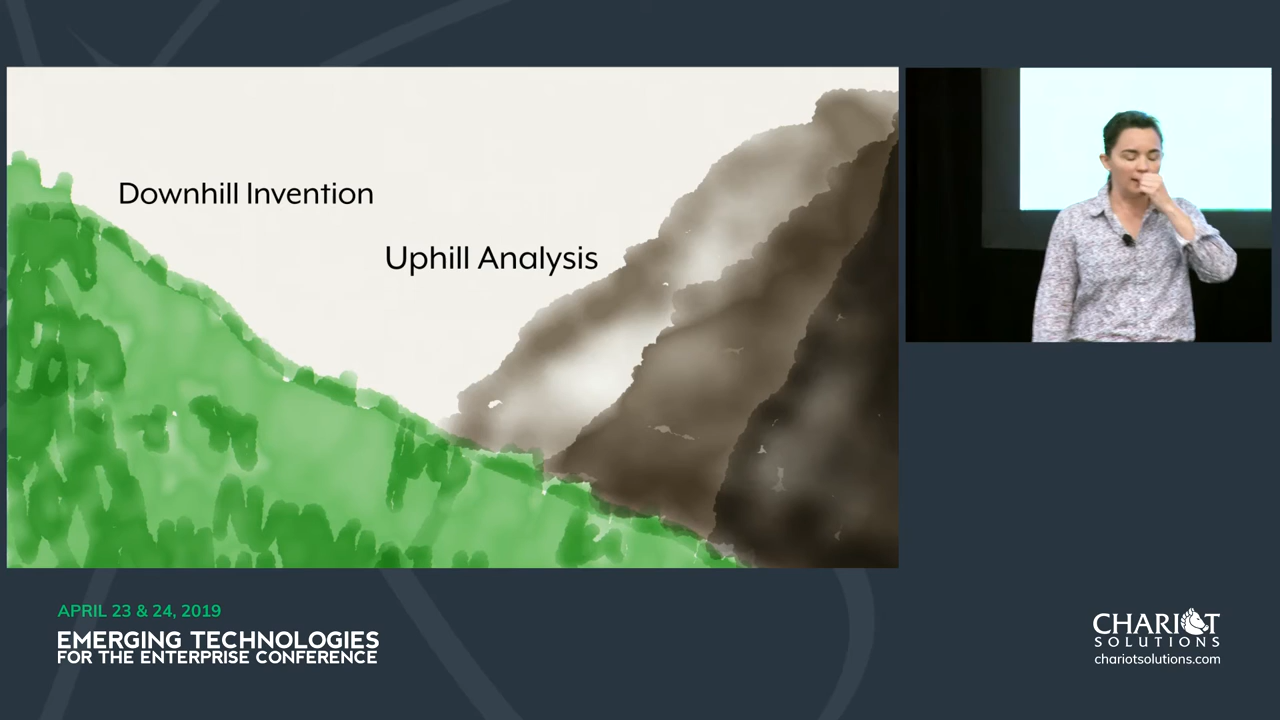 Downhill Invention
Uphill Analysis
APRIL 23 & 24, 2019
EMERGING TECHNOLOGIES
FOR THE ENTERPRISE CONFERENCE
CHARIOT
SOLUTIONS
chariotsolutions.com